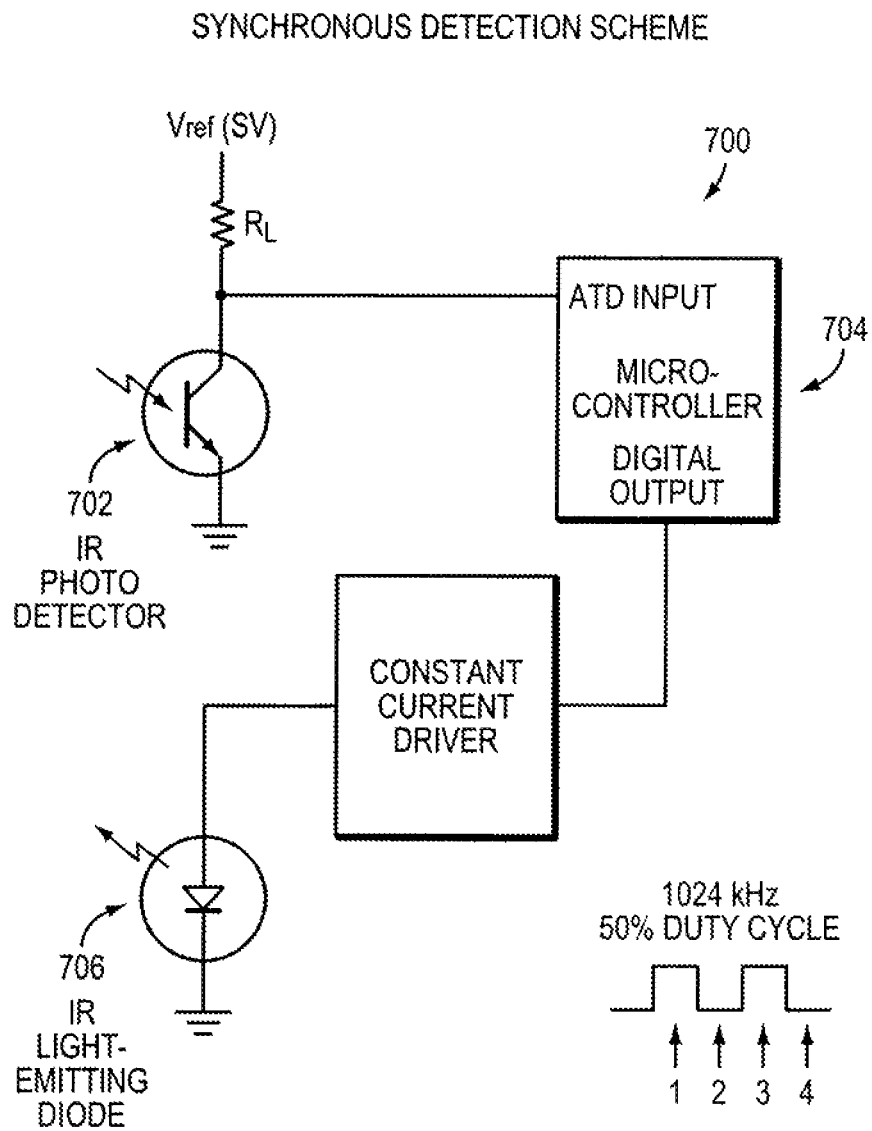 SYNCHRONOUS DETECTION SCHEME
Vref (SV)
700
RL
ATD INPUT
704
MICRO-
CONTROLLER
DIGITAL
OUTPUT
702
IR
PHOTO
DETECTOR
CONSTANT
CURRENT
DRIVER
1024 kHz
50% DUTY CYCLE
706
IR
LIGHT-
EMITTING
DIODE
1 2 3 4